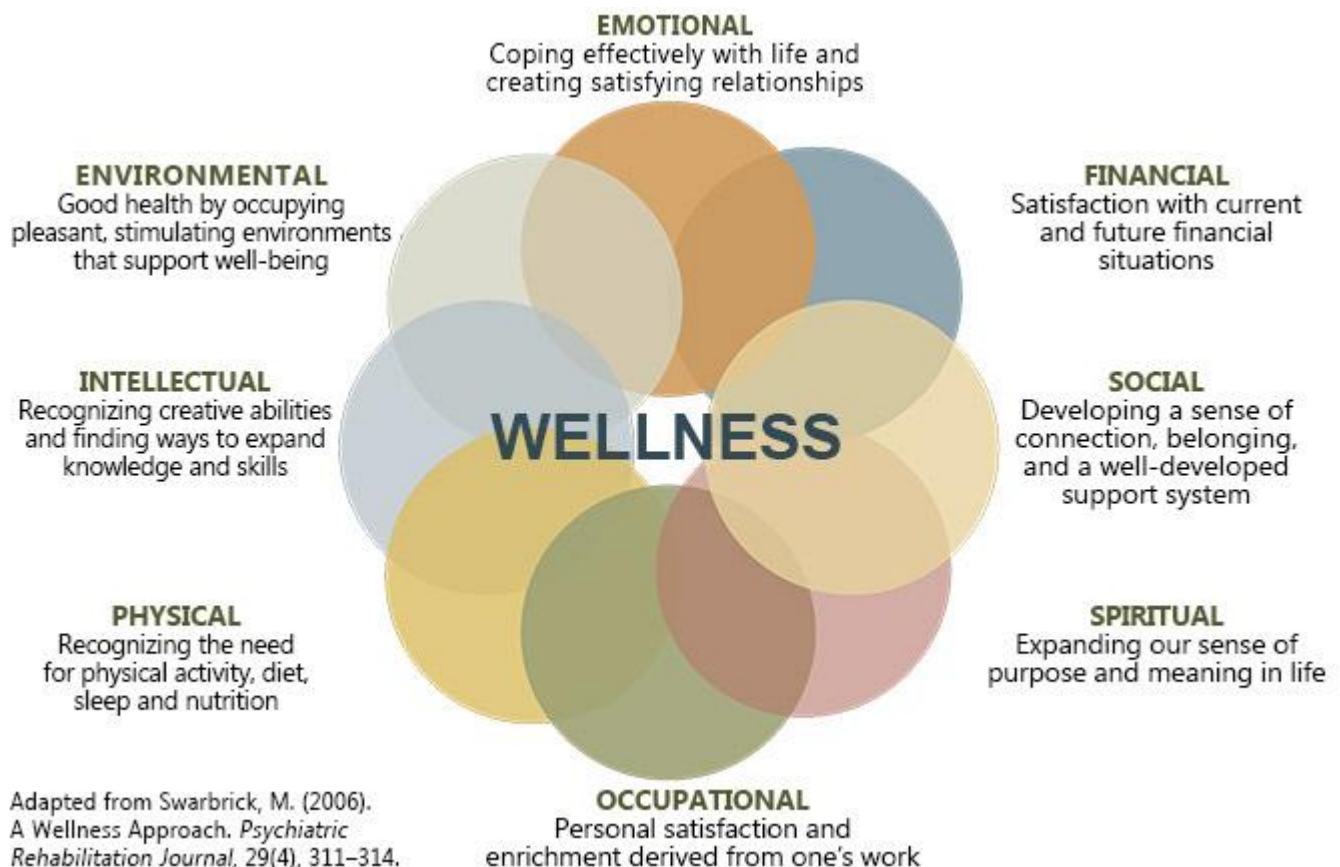 EMOTIONAL
Coping effectively with life and
creating satisfying relationships
ENVIRONMENTAL
Good health by occupying
pleasant, stimulating environments
that support well-being
FINANCIAL
Satisfaction with current
and future financial
situations
INTELLECTUAL
Recognizing creative abilities
and finding ways to expand
knowledge and skills
WELLNESS
SOCIAL
Developing a sense of
connection, belonging,
and a well-developed
support system
PHYSICAL
Recognizing the need
for physical activity, diet,
sleep and nutrition
SPIRITUAL
Expanding our sense of
purpose and meaning in life
OCCUPATIONAL
Personal satisfaction and
enrichment derived from one’s work
Adapted from Swarbrick, M. (2006).
A Wellness Approach. Psychiatric
Rehabilitation Journal, 29(4), 311–314.